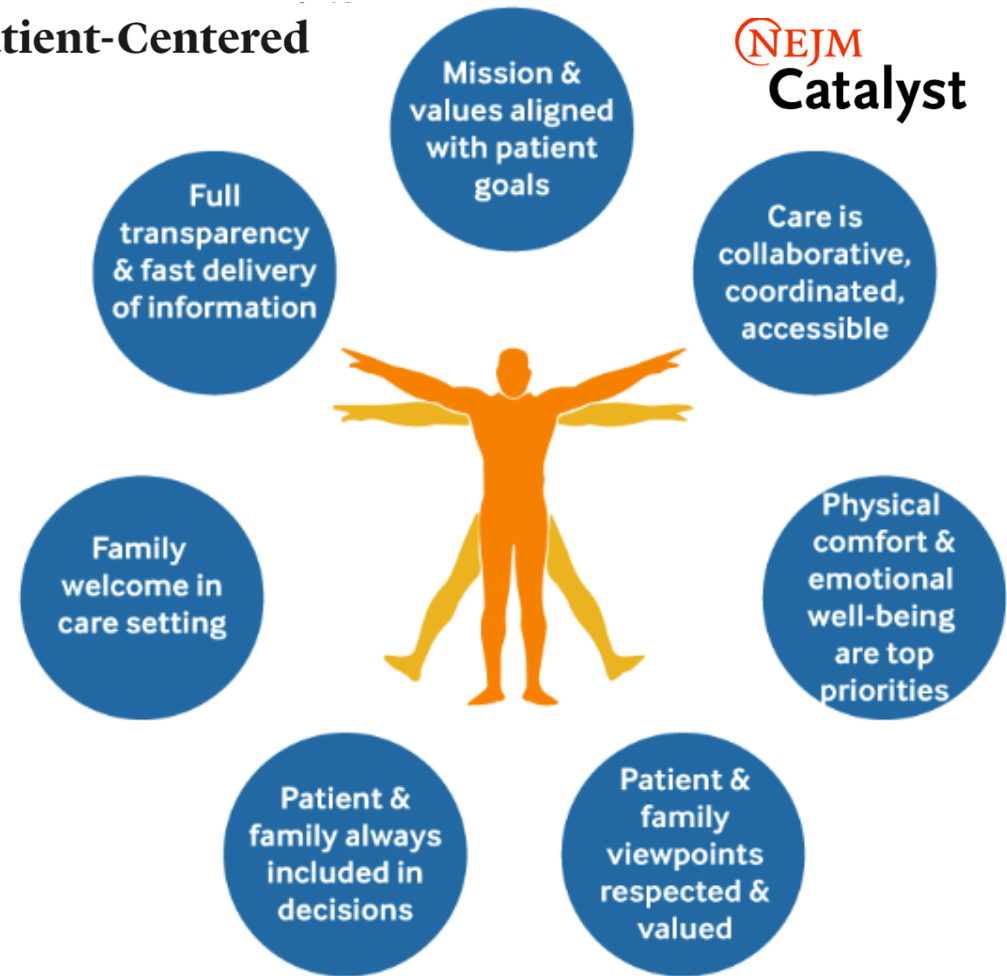 tient-Centered
NEJM
Catalyst
Mission &
values aligned
with patient
goals
Care is
collaborative,
coordinated,
accessible
Physical
comfort &
emotional
well-being
are top
priorities
Patient &
family
viewpoints
respected &
valued
Patient &
family always
included in
decisions
Family
welcome in
care setting
Full
transparency
& fast delivery
of information